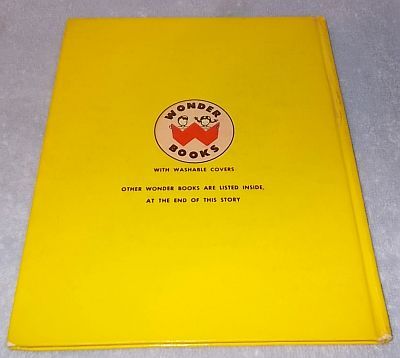 WONDER
BOOKS
WITH WASHABLE COVERS
OTHER WONDER BOOKS ARE LISTED INSIDE,
AT THE END OF THIS STORY